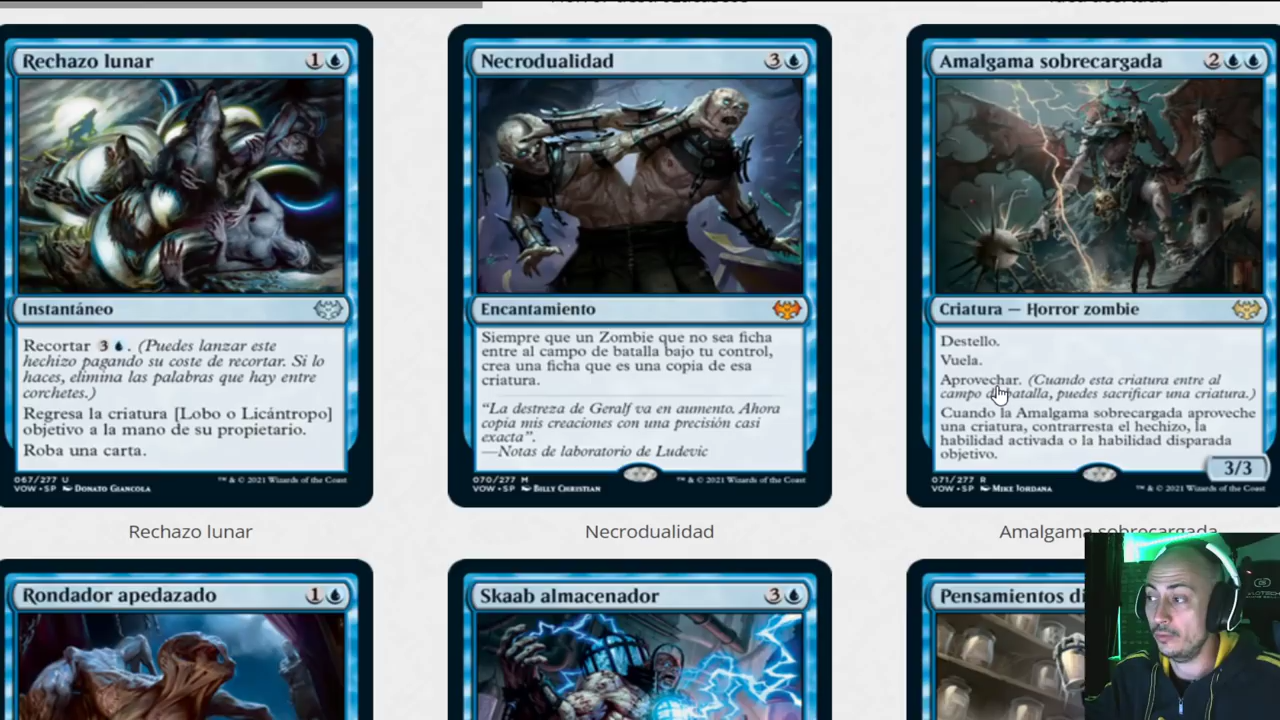 Rechazo lunar 1
Instantáneo
Recortar 3 . (Puedes lanzar este
hechizo pagando su coste de recortar. Si lo
haces, elimina las palabras que hay entre
corchetes.)
Regresa la criatura [Lobo o Licántropo]
objetivo a la mano de su propietario.
Roba una carta.
067/277 U
VOW • SP DONATO GIANCOLA
™ & © 2021 Wizards of the Coast
Rechazo lunar
Necrodualidad 3
Encantamiento
Siempre que un Zombie que no sea ficha
entre al campo de batalla bajo tu control,
crea una ficha que es una copia de esa
criatura.
“La destreza de Geralf va en aumento. Ahora
copia mis creaciones con una precisión casi
exacta”.
—Notas de laboratorio de Ludevic
070/277 M
VOW • SP BILLY CHRISTIAN
™ & © 2021 Wizards of the Coast
Necrodualidad
Amalgama sobrecargada 2
Criatura — Horror zombie
Destello.
Vuela.
Aprovechar. (Cuando esta criatura entre al
campo de batalla, puedes sacrificar una criatura.)
Cuando la Amalgama sobrecargada aproveche
una criatura, contrarresta el hechizo, la
habilidad activada o la habilidad disparada
objetivo.
3/3
071/277 R
VOW • SP MIKE JORDANA
™ & © 2021 Wizards of the Coast
Amalgama sobrecargada
Rondador apedazado 1
Skaab almacenador 3
Pensamientos di